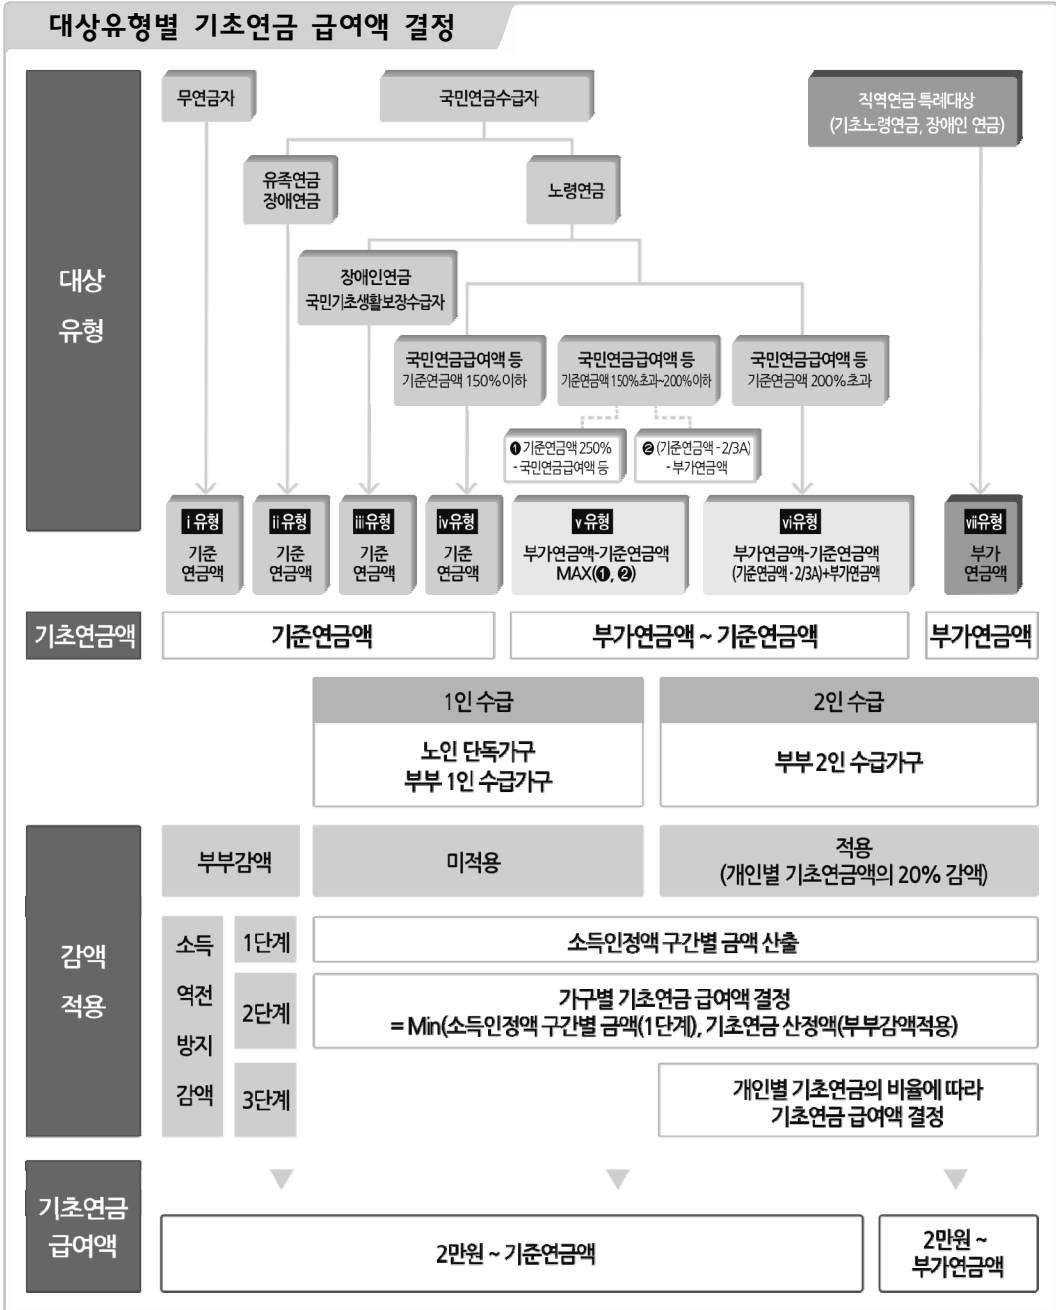 대상유형별 기초연금 급여액 결정
대상
유형
무연금자
국민연금수급자
직역연금 특례대상
(기초노령연금, 장애인 연금)
유족연금
장애연금
노령연금
장애인연금
국민기초생활보장수급자
국민연금급여액 등
기준연금액 150%이하
국민연금급여액 등
기준연금액 150%초과~200%이하
국민연금급여액 등
기준연금액 200%초과
❶ 기준연금액 250%
- 국민연금급여액 등
❷ (기준연금액 - 2/3A)
- 부가연금액
i 유형
기준
연금액
ii 유형
기준
연금액
iii유형
기준
연금액
iv유형
기준
연금액
v 유형
부가연금액-기준연금액
MAX(❶, ❷)
vi유형
부가연금액-기준연금액
(기준연금액 - 2/3A)+부가연금액
vii유형
부가
연금액
기초연금액
기준연금액
부가연금액 ~ 기준연금액
부가연금액
1인 수급
노인 단독가구
부부 1인 수급가구
2인 수급
부부 2인 수급가구
감액
적용
부부감액
미적용
적용
(개인별 기초연금액의 20% 감액)
소득
역전
방지
감액
1단계
소득인정액 구간별 금액 산출
2단계
가구별 기초연금 급여액 결정
= Min(소득인정액 구간별 금액(1단계), 기초연금 산정액(부부감액적용)
3단계
개인별 기초연금의 비율에 따라
기초연금 급여액 결정
기초연금
급여액
2만원 ~ 기준연금액
2만원 ~
부가연금액